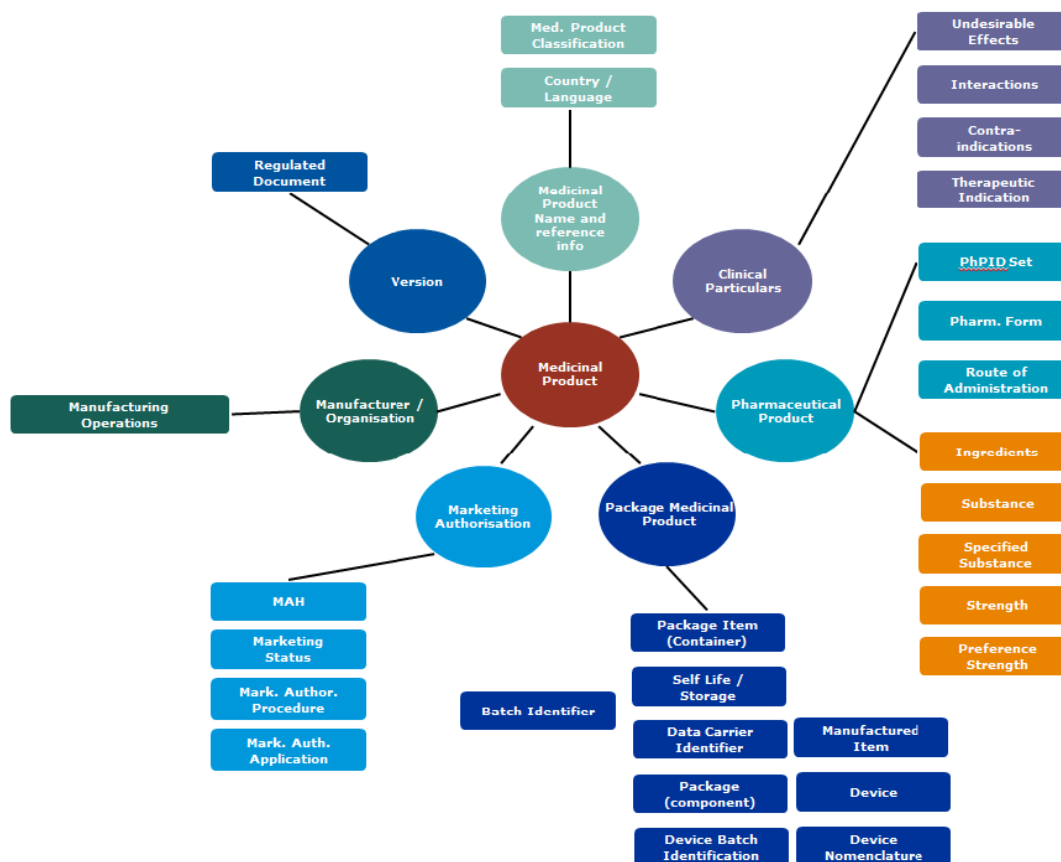 Med. Product
Classification
Country /
Language
Undesirable
Effects
Interactions
Contra-
indications
Therapeutic
Indication
Regulated
Document
Medicinal
Product
Name and
reference
info
Version
Clinical
Particulars
PhPID Set
Pharm. Form
Route of
Administration
Medicinal
Product
Manufacturing
Operations
Manufacturer /
Organisation
Pharmaceutical
Product
Ingredients
Substance
Specified
Substance
Strength
Preference
Strength
Marketing
Authorisation
Package Medicinal
Product
MAH
Marketing
Status
Mark. Author.
Procedure
Mark. Auth.
Application
Package Item
(Container)
Self Life /
Storage
Batch Identifier
Data Carrier
Identifier
Manufactured
Item
Package
(component)
Device
Device Batch
Identification
Device
Nomenclature